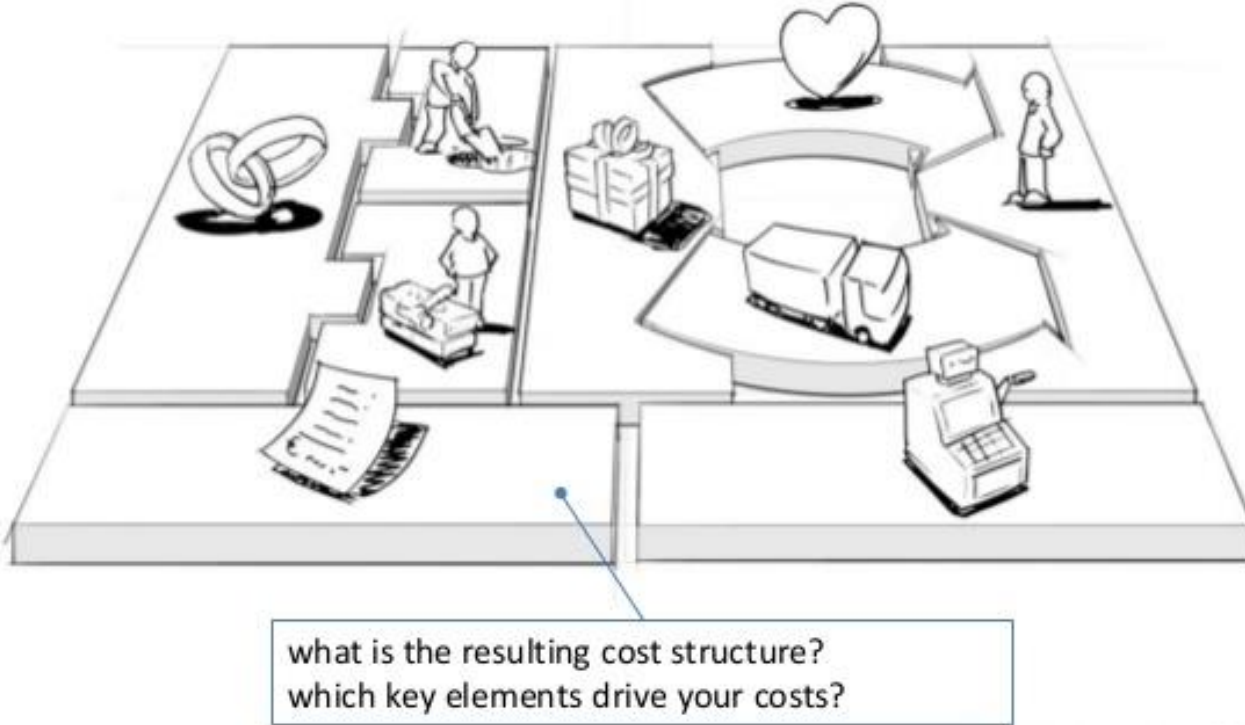 what is the resulting cost structure?
which key elements drive your costs?